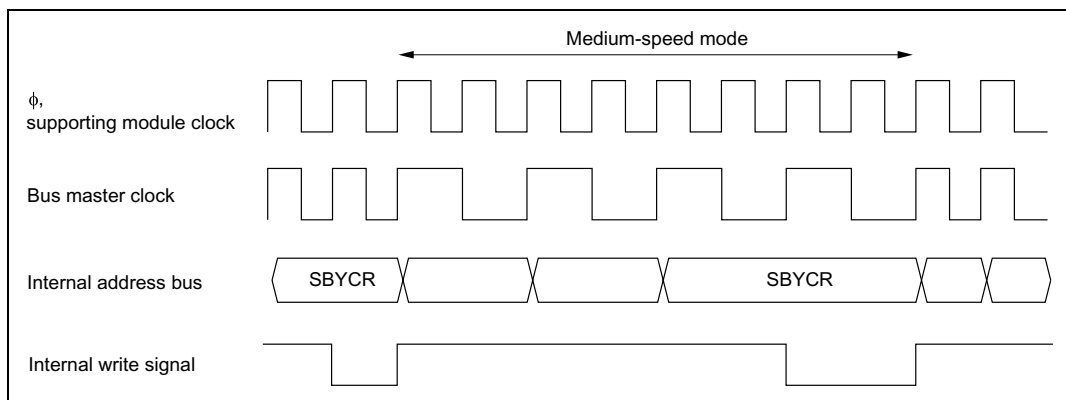 Medium-speed mode
ϕ,
supporting module clock
Bus master clock
Internal address bus
SBYCR
SBYCR
Internal write signal